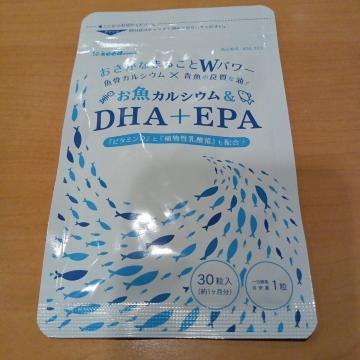 seed
おさかなまるごとWパワー
魚骨カルシウム×青魚の良質な油!
お魚カルシウム&
DHA+EPA
『ビタミンD』と『植物性乳酸菌』も配合!
30粒入
(約1ヶ月分)
一日摂取
目安量
1粒